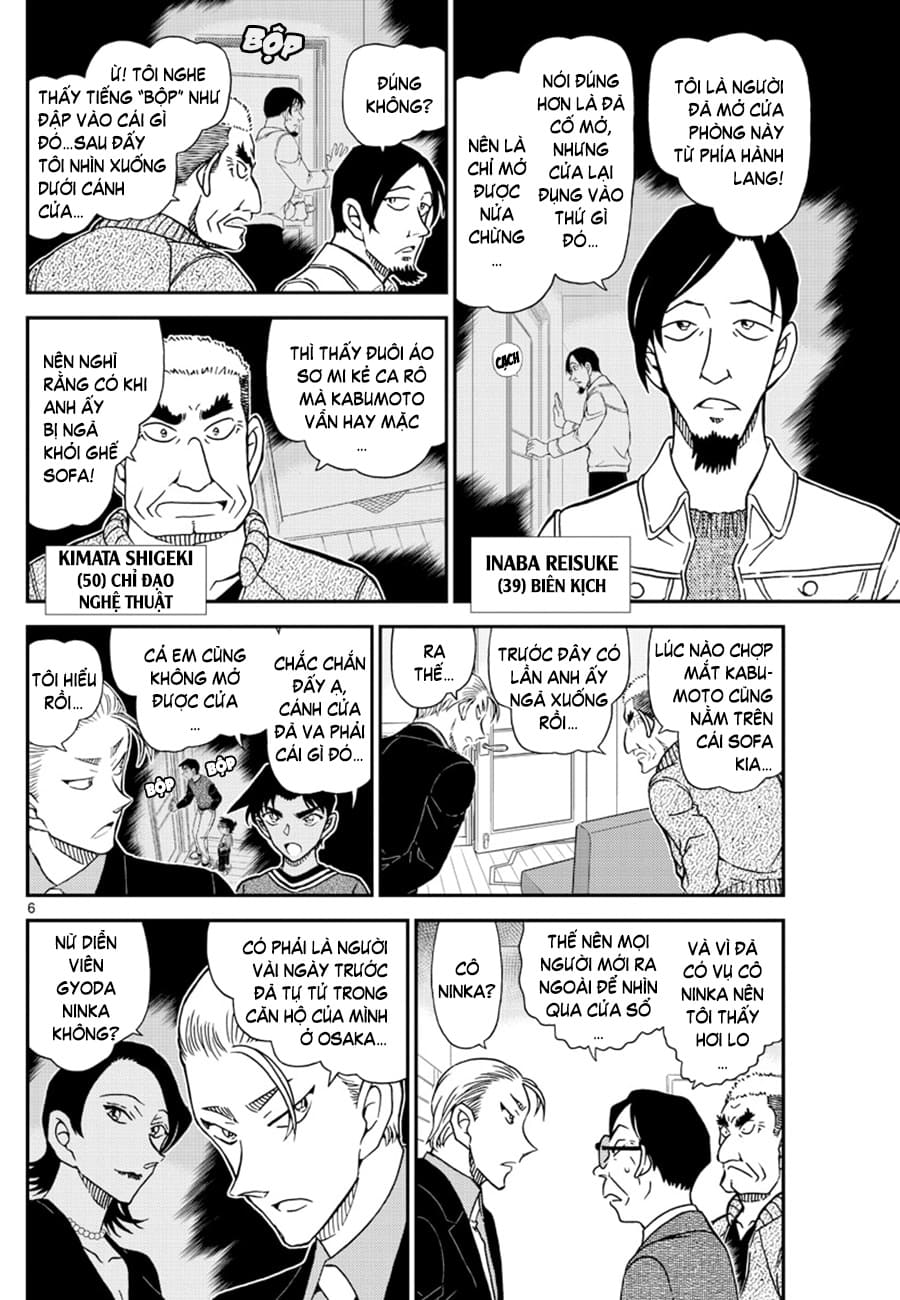 TÔI LÀ NGƯỜI
ĐÃ MỞ CỬA
PHÒNG NÀY
TỪ PHÍA HÀNH
LANG!
NÓI ĐÚNG
HƠN LÀ ĐÃ
CỐ MỞ,
NHƯNG
CỬA LẠI
ĐỤNG VÀO
THỨ GÌ
ĐÓ...
NÊN LÀ
CHỈ MỞ
ĐƯỢC
NỬA
CHỪNG
...
CẠCH
INABA REISUKE
(39) BIÊN KỊCH
BỘP
ĐÚNG
KHÔNG?
Ừ! TÔI NGHE
THẤY TIẾNG “BỘP” NHƯ
ĐẬP VÀO CÁI GÌ
ĐÓ...SAU ĐẤY
TÔI NHÌN XUỐNG
DƯỚI CÁNH
CỬA...
THÌ THẤY ĐUÔI ÁO
SƠ MI KẺ CA RÔ
MÀ KABUMOTO
VẪN HAY MẶC
...
NÊN NGHĨ
RẰNG CÓ KHI
ANH ẤY
BỊ NGÃ
KHỎI GHẾ
SOFA!
KIMATA SHIGEKI
(50) CHỈ ĐẠO
NGHỆ THUẬT
LÚC NÀO CHỢP
MẮT KABU-
MOTO CŨNG
NẰM TRÊN
CÁI SOFA
KIA...
TRƯỚC ĐÂY CÓ
LẦN ANH ẤY
NGÃ XUỐNG
RỒI...
RA
THẾ...
CHẮC CHẮN
ĐẤY Ạ,
CÁNH CỬA
ĐÃ VA PHẢI
CÁI GÌ ĐÓ...
CẢ EM CŨNG
KHÔNG MỞ
ĐƯỢC CỬA
...
BỘP
BỘP
TÔI HIỂU
RỒI...
6
VÀ VÌ ĐÃ
CÓ VỤ CÔ
NINKA NÊN
TÔI THẤY
HƠI LO
THẾ NÊN MỌI
NGƯỜI MỚI RA
NGOÀI ĐỂ NHÌN
QUA CỬA SỔ
...
CÔ
NINKA?
CÓ PHẢI LÀ NGƯỜI
VÀI NGÀY TRƯỚC
ĐÃ TỰ TỬ TRONG
CĂN HỘ CỦA MÌNH
Ở OSAKA...
NỮ DIỄN
VIÊN
GYODA
NINKA
KHÔNG?